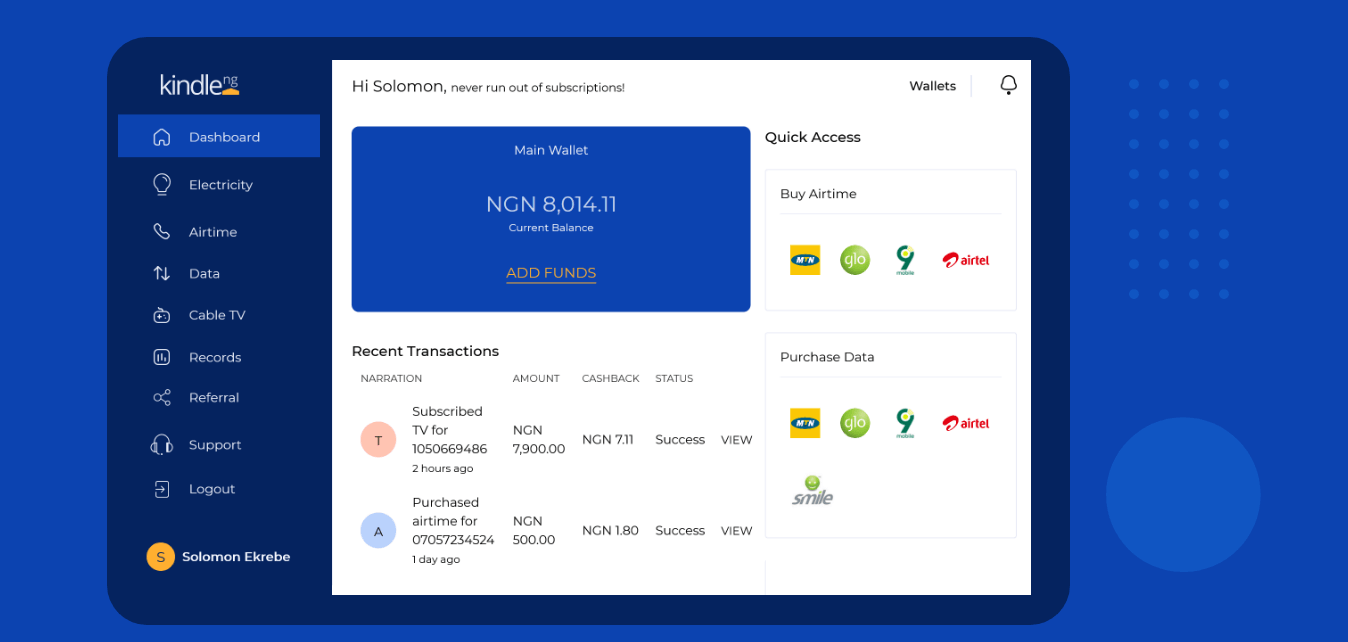 kindle ng
Dashboard
Electricity
Airtime
Data
Cable TV
Records
Referral
Support
Logout
S Solomon Ekrebe
Hi Solomon, never run out of subscriptions!
Wallets
Main Wallet
NGN 8,014.11
Current Balance
ADD FUNDS
Recent Transactions
NARRATION AMOUNT CASHBACK STATUS
T
Subscribed
TV for
1050669486
2 hours ago
NGN
7,900.00
NGN 7.11
Success
VIEW
A
Purchased
airtime for
07057234524
1 day ago
NGN
500.00
NGN 1.80
Success
VIEW
Quick Access
Buy Airtime
MTN glo 9 mobile airtel
Purchase Data
MTN glo 9 mobile airtel
smile